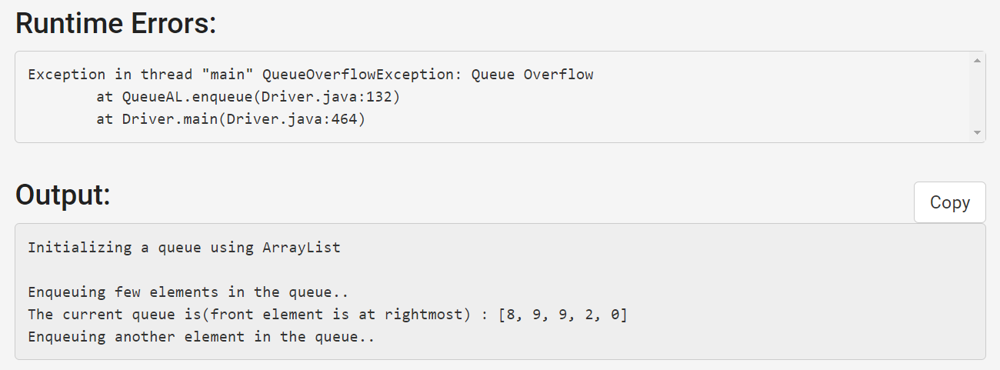 Runtime Errors:
Exception in thread "main" QueueOverflowException: Queue Overflow
        at QueueAL.enqueue(Driver.java:132)
        at Driver.main(Driver.java:464)
Output:
Copy
Initializing a queue using ArrayList
Enqueuing few elements in the queue..
The current queue is(front element is at rightmost) : [8, 9, 9, 2, 0]
Enqueuing another element in the queue..